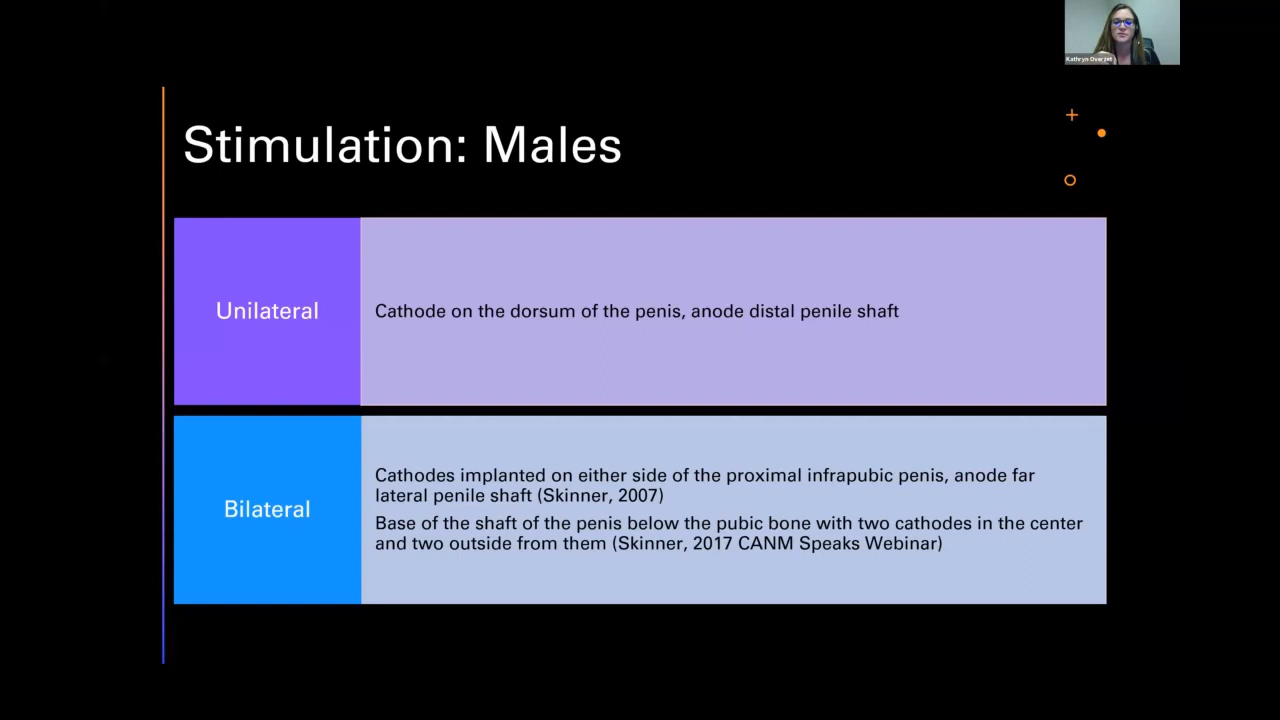 Kathryn Overzet
Stimulation: Males
Unilateral
Cathode on the dorsum of the penis, anode distal penile shaft
Bilateral
Cathodes implanted on either side of the proximal infrapubic penis, anode far
lateral penile shaft (Skinner, 2007)
Base of the shaft of the penis below the pubic bone with two cathodes in the center
and two outside from them (Skinner, 2017 CANM Speaks Webinar)